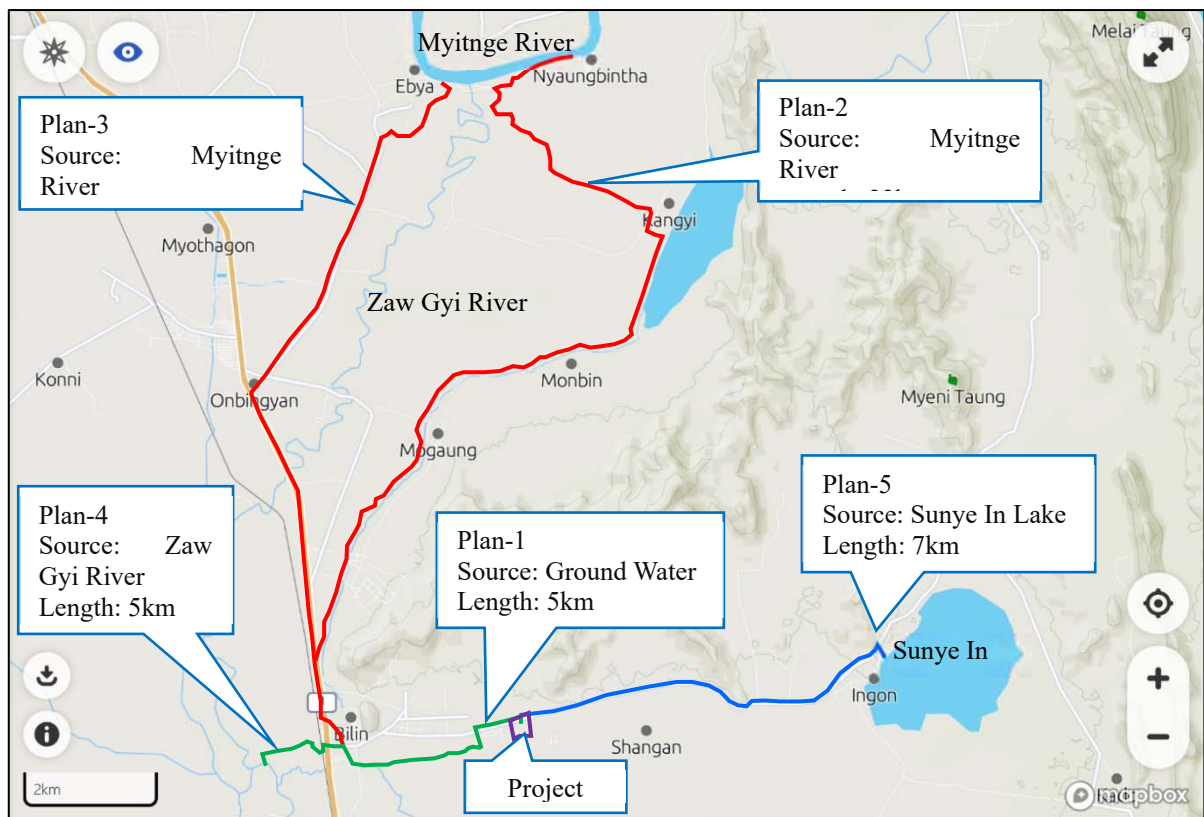 Myitnge River
Melai Taung
Ebya
Nyaungbintha
Plan-3
Source: Myitnge
River
Plan-2
Source: Myitnge
River
Kangyi
Myothagon
Zaw Gyi River
Konni
Onbingyan
Monbin
Myeni Taung
Mogaung
Plan-4
Source: Zaw
Gyi River
Length: 5km
Plan-1
Source: Ground Water
Length: 5km
Plan-5
Source: Sunye In Lake
Length: 7km
Sunye In
Ingon
Bilin
Shangan
Project
2km
mapbox